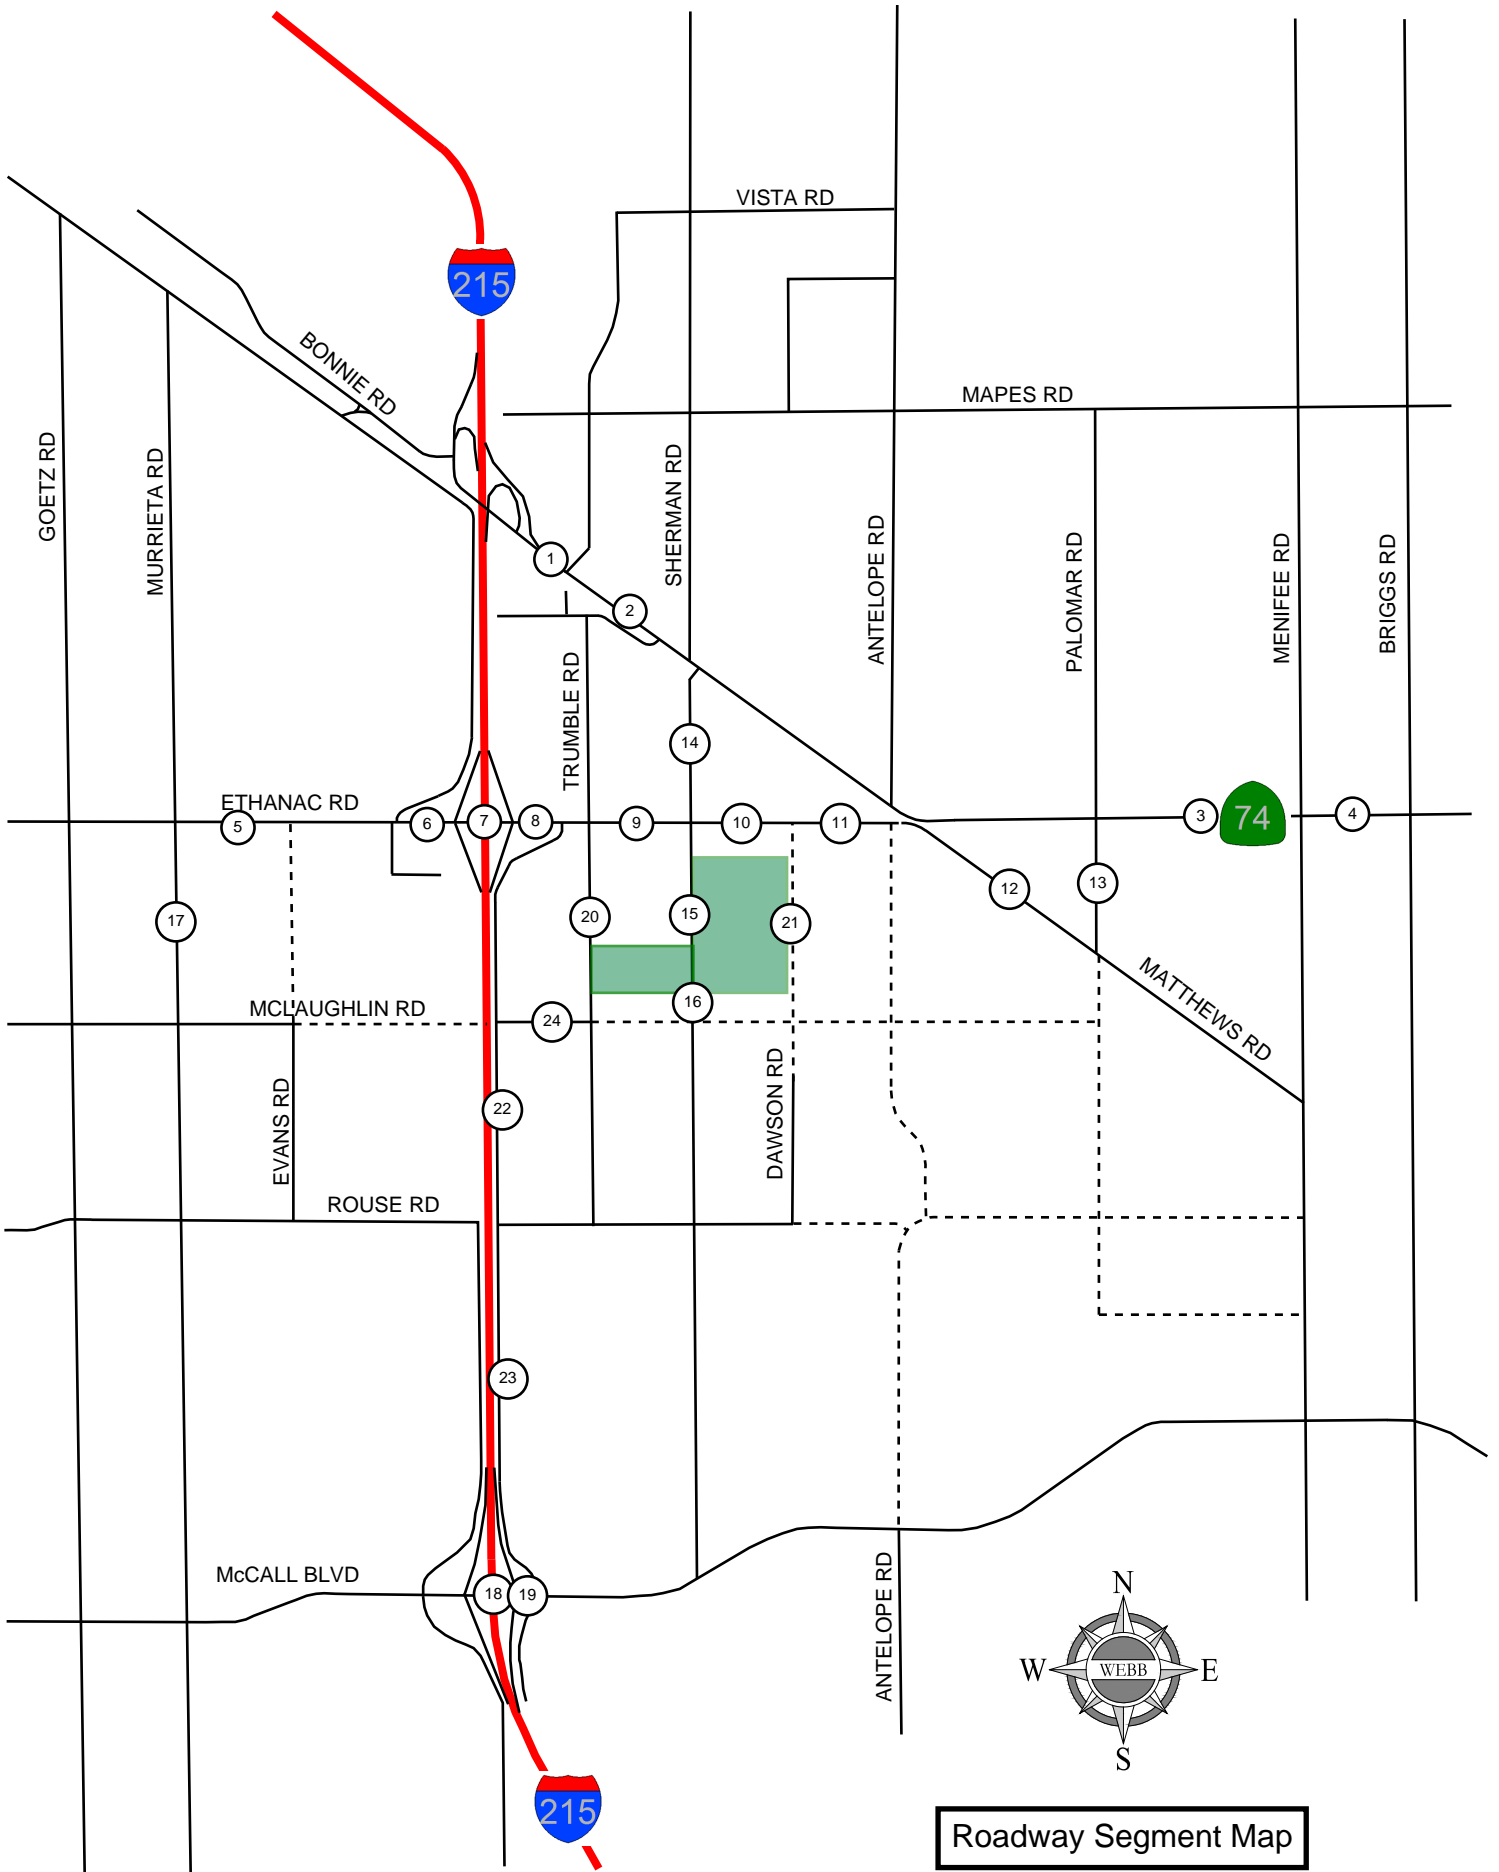 VISTA RD
215
BONNIE RD
MAPES RD
GOETZ RD
MURRIETA RD
SHERMAN RD
ANTELOPE RD
PALOMAR RD
MENIFEE RD
BRIGGS RD
1
2
TRUMBLE RD
14
ETHANAC RD
5
6
7
8
9
10
11
3
74
4
17
20
15
21
12
13
MATTHEWS RD
MCLAUGHLIN RD
24
16
EVANS RD
22
DAWSON RD
ROUSE RD
23
McCALL BLVD
18
19
ANTELOPE RD
N
W
WEBB
E
S
215
Roadway Segment Map